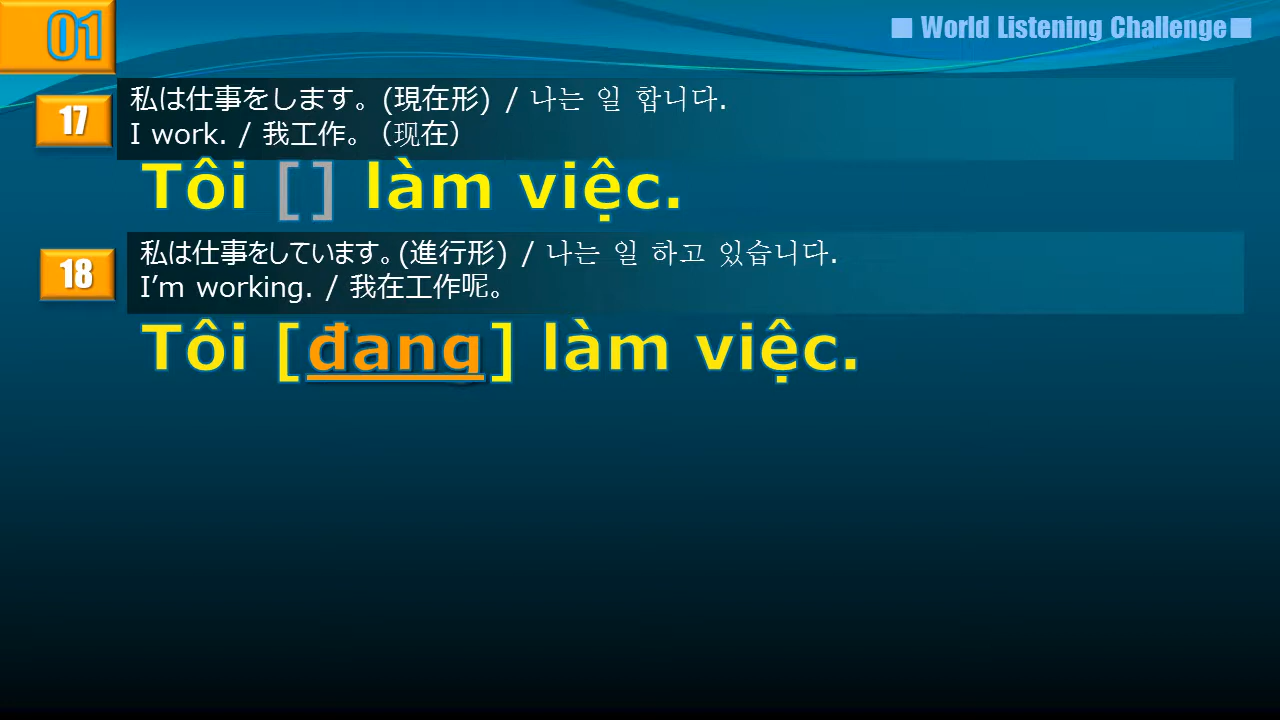 01
■ World Listening Challenge■
17
私は仕事をします。(現在形) / 나는 일 합니다.
I work. / 我工作。（现在）
Tôi [ ] làm việc.
18
私は仕事をしています。(進行形) / 나는 일 하고 있습니다.
I’m working. / 我在工作呢。
Tôi [đang] làm việc.